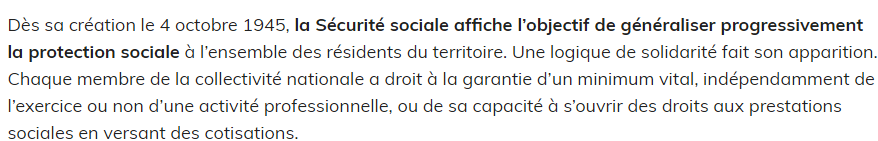 Dès sa création le 4 octobre 1945, la Sécurité sociale affiche l’objectif de généraliser progressivement
la protection sociale à l’ensemble des résidents du territoire. Une logique de solidarité fait son apparition.
Chaque membre de la collectivité nationale a droit à la garantie d’un minimum vital, indépendamment de
l’exercice ou non d’une activité professionnelle, ou de sa capacité à s’ouvrir des droits aux prestations
sociales en versant des cotisations.